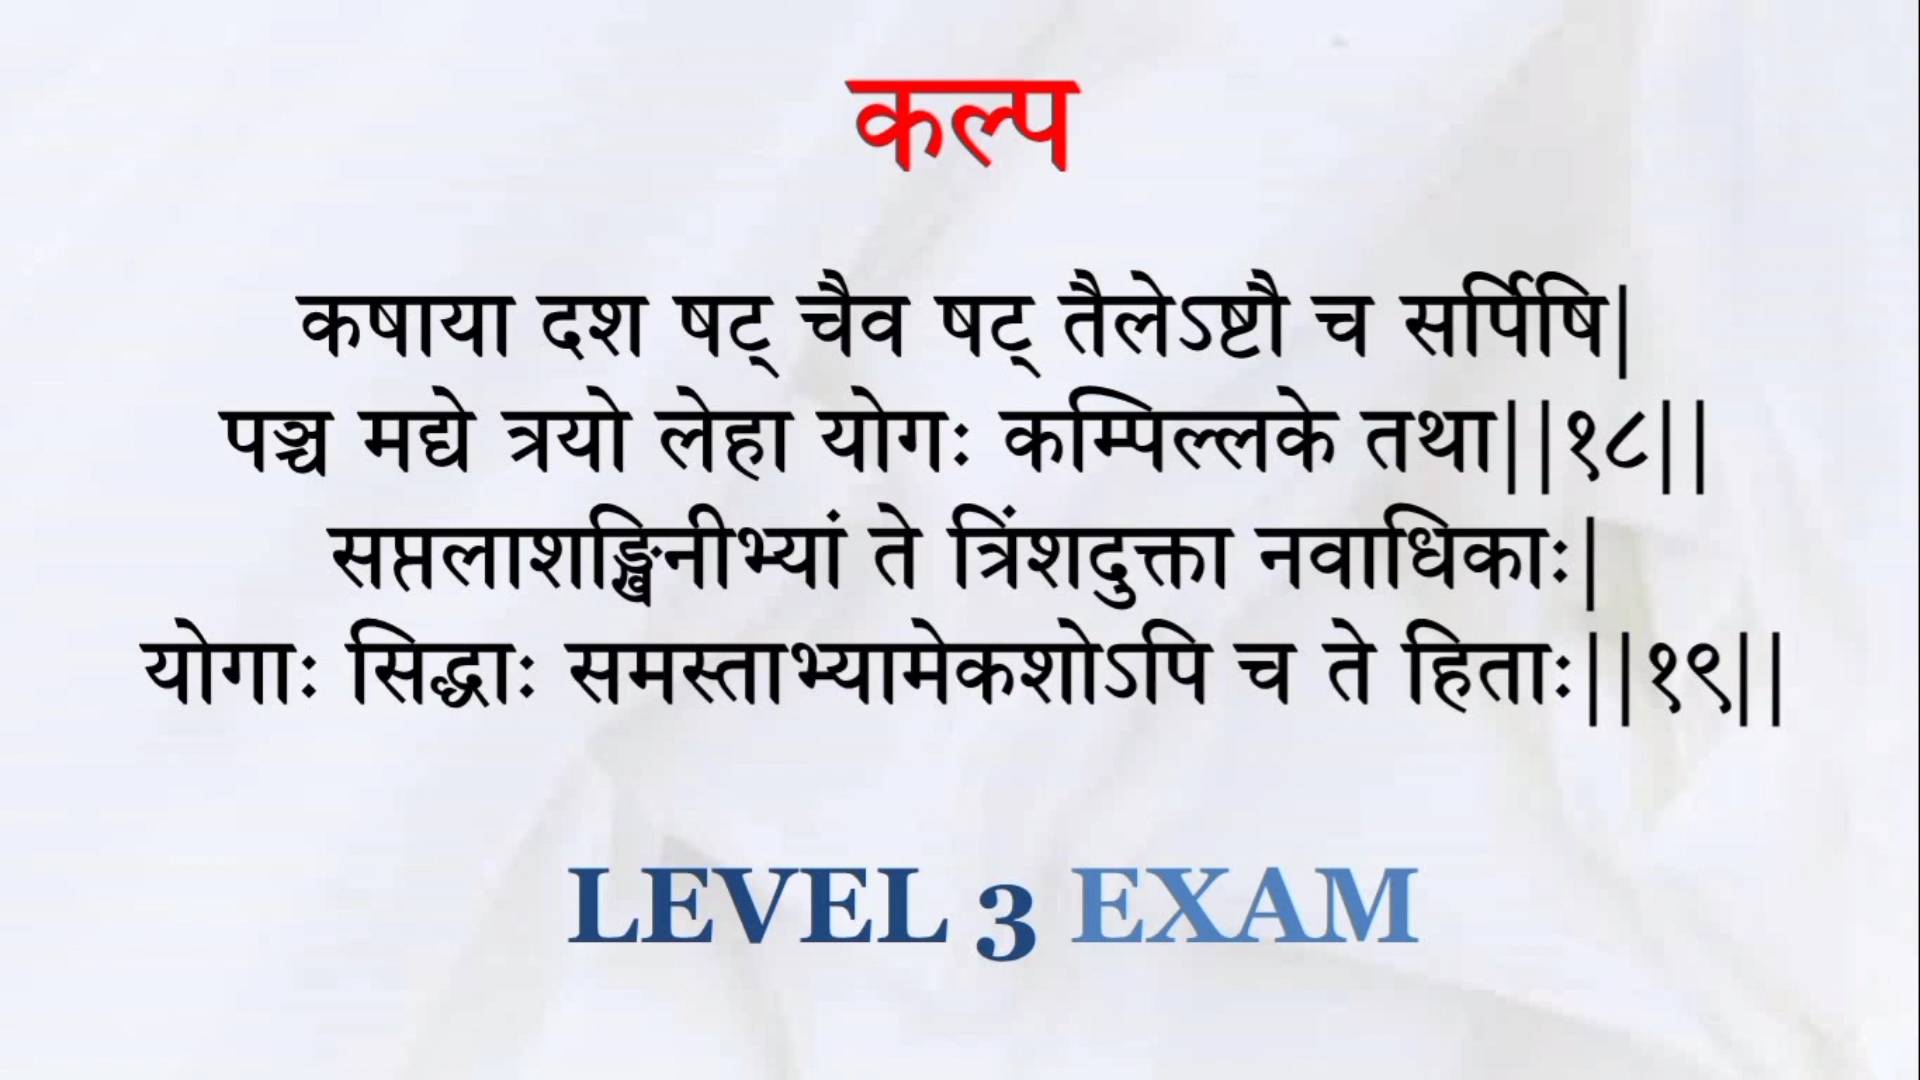 कल्प
कषाया दश षट् चैव षट् तैलेऽष्टौ च सर्पिषि|
पञ्च मद्ये त्रयो लेहा योगः कम्पिल्लके तथा||१८||
सप्तलाशङ्खिनीभ्यां ते त्रिंशदुक्ता नवाधिकाः|
योगाः सिद्धाः समस्ताभ्यामेकशोऽपि च ते हिताः||१९||
LEVEL 3 EXAM